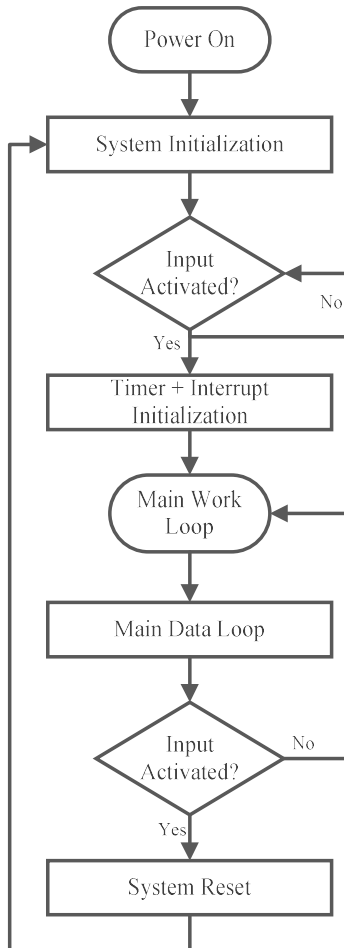 Power On
System Initialization
Input
Activated?
No
Yes
Timer + Interrupt
Initialization
Main Work
Loop
Main Data Loop
Input
Activated?
No
Yes
System Reset